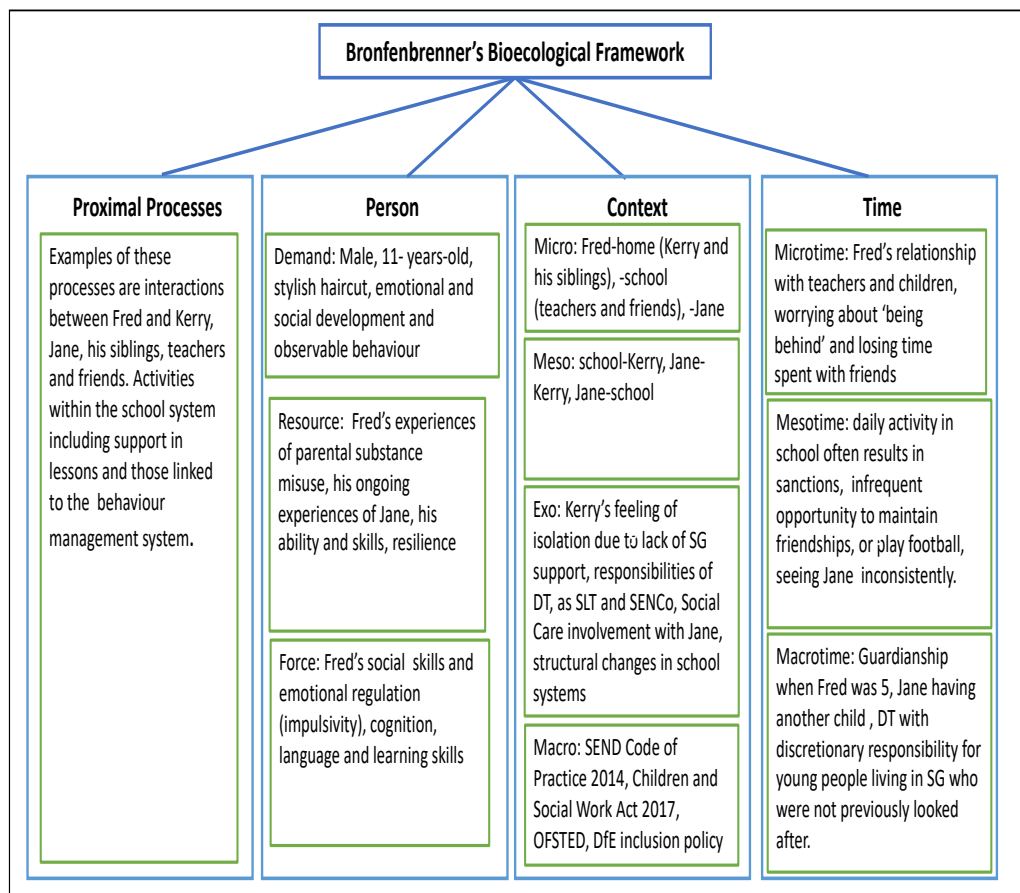 Bronfenbrenner's Bioecological Framework
Proximal Processes
Examples of these
processes are interactions
between Fred and Kerry,
Jane, his siblings, teachers
and friends. Activities
within the school system
including support in
lessons and those linked
to the behaviour
management system.
Person
Demand: Male, 11- years-old,
stylish haircut, emotional and
social development and
observable behaviour
Resource: Fred's experiences
of parental substance
misuse, his ongoing
experiences of Jane, his
ability and skills, resilience
Force: Fred's social skills and
emotional regulation
(impulsivity), cognition,
language and learning skills
Context
Micro: Fred-home (Kerry and
his siblings), -school
(teachers and friends), -Jane
Meso: school-Kerry, Jane-
Kerry, Jane-school
Exo: Kerry's feeling of
isolation due to lack of SG
support, responsibilities of
DT, as SLT and SENCo, Social
Care involvement with Jane,
structural changes in school
systems
Macro: SEND Code of
Practice 2014, Children and
Social Work Act 2017,
OFSTED, DfE inclusion policy
Time
Microtime: Fred's relationship
with teachers and children,
worrying about 'being
behind' and losing time
spent with friends
Mesotime: daily activity in
school often results in
sanctions, infrequent
opportunity to maintain
friendships, or play football,
seeing Jane inconsistently.
Macrotime: Guardianship
when Fred was 5, Jane having
another child , DT with
discretionary responsibility for
young people living in SG who
were not previously looked
after.